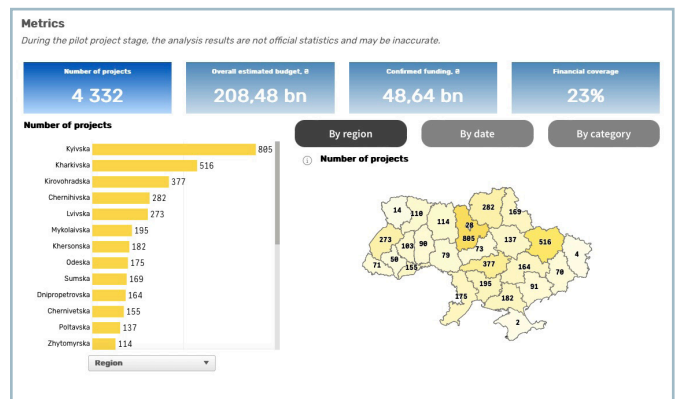 Metrics
During the pilot project stage, the analysis results are not official statistics and may be inaccurate.
Number of projects
4 332
Overall estimated budget, ₴
208,48 bn
Confirmed funding, ₴
48,64 bn
Financial coverage
23%
Number of projects
Kyivska 805
Kharkivska 516
Kirovohradska 377
Chernihivska 282
Lvivska 273
Mykolaivska 195
Khersonska 182
Odeska 175
Sumska 169
Dnipropetrovska 164
Chernivetska 155
Poltavska 137
Zhytomyrska 114
Region
By region
By date
By category
Number of projects
14
110
114
28
282
169
273
103
90
805
73
137
516
4
71
50
155
79
377
164
70
195
91
175
182
2